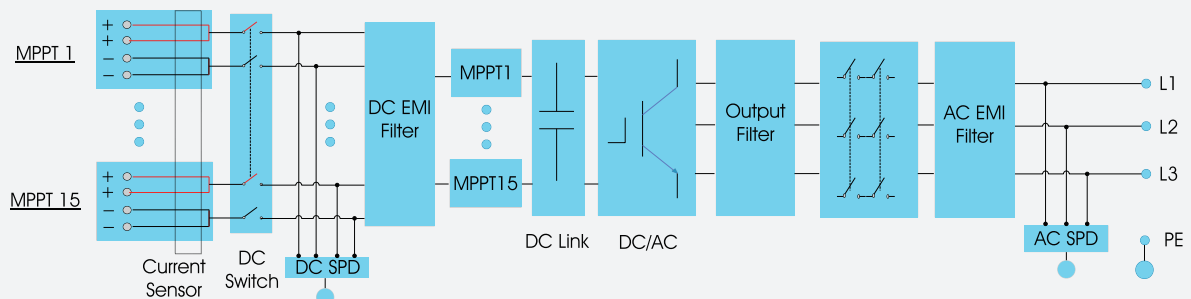 MPPT 1
+
+
−
−
MPPT 15
+
+
−
−
Current
Sensor
DC
Switch
DC SPD
DC EMI
Filter
MPPT1
MPPT15
DC Link
DC/AC
Output
Filter
AC EMI
Filter
AC SPD
L1
L2
L3
PE